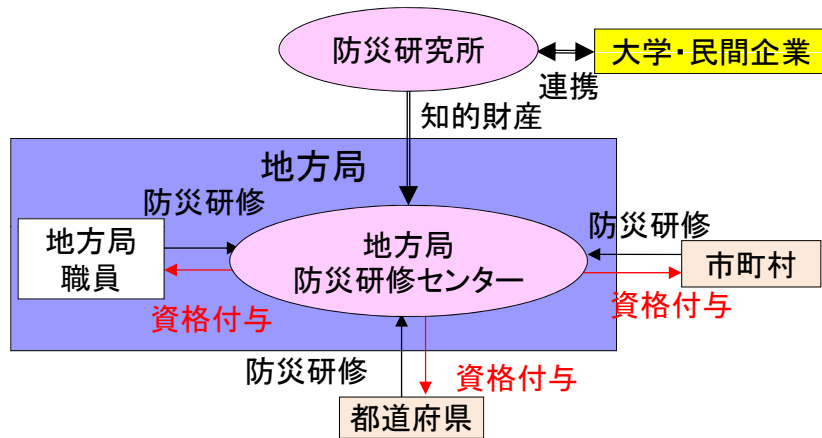 防災研究所
大学・民間企業
連携
知的財産
地方局
防災研修
防災研修
地方局
職員
地方局
防災研修センター
市町村
資格付与
資格付与
防災研修
資格付与
都道府県